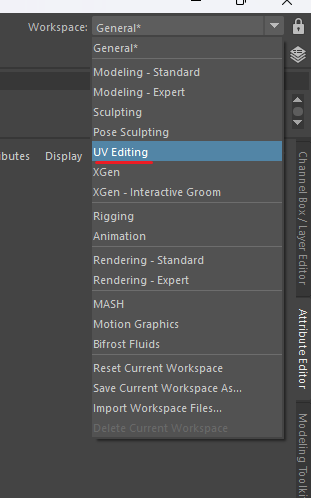 Workspace: General*
General*
Modeling - Standard
Modeling - Expert
Sculpting
Pose Sculpting
butes Display
UV Editing
XGen
XGen - Interactive Groom
Rigging
Animation
Rendering - Standard
Rendering - Expert
MASH
Motion Graphics
Bifrost Fluids
Reset Current Workspace
Save Current Workspace As...
Import Workspace Files...
Delete Current Workspace
Channel Box / Layer Editor
Attribute Editor
Modeling Toolki